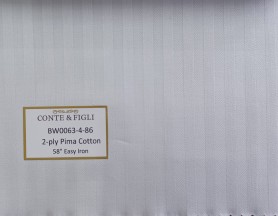 CONTE & FIGLI
BW0063-4-86
2-ply Pima Cotton
58" Easy Iron